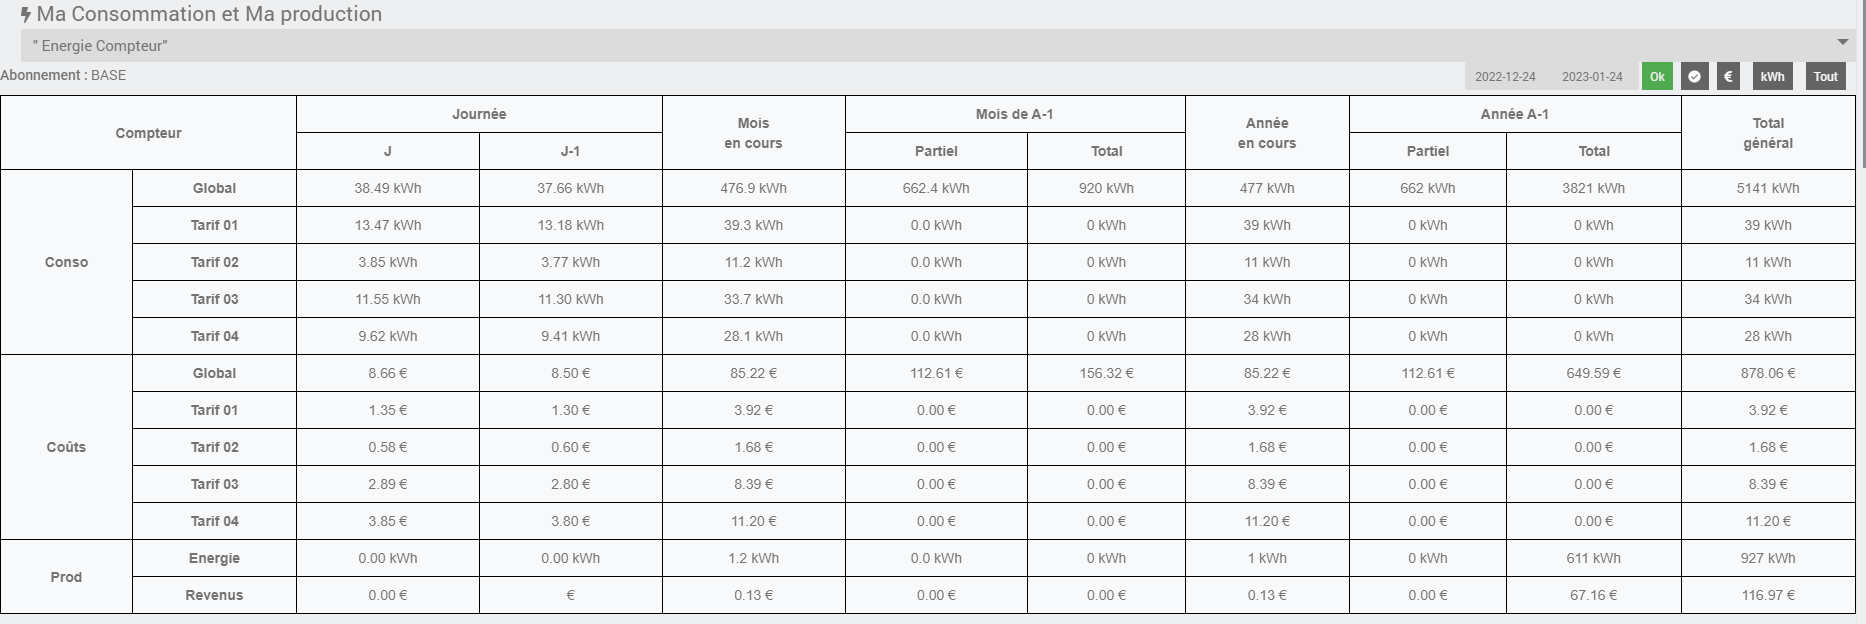 Ma Consommation et Ma production
" Energie Compteur"
Abonnement : BASE
2022-12-24 2023-01-24 Ok € kWh Tout
Compteur Journée Mois en cours Mois de A-1 Année en cours Année A-1 Total général
J J-1 Partiel Total Partiel Total
Conso Global 38.49 kWh 37.66 kWh 476.9 kWh 662.4 kWh 920 kWh 477 kWh 662 kWh 3821 kWh 5141 kWh
Tarif 01 13.47 kWh 13.18 kWh 39.3 kWh 0.0 kWh 0 kWh 39 kWh 0 kWh 0 kWh 39 kWh
Tarif 02 3.85 kWh 3.77 kWh 11.2 kWh 0.0 kWh 0 kWh 11 kWh 0 kWh 0 kWh 11 kWh
Tarif 03 11.55 kWh 11.30 kWh 33.7 kWh 0.0 kWh 0 kWh 34 kWh 0 kWh 0 kWh 34 kWh
Tarif 04 9.62 kWh 9.41 kWh 28.1 kWh 0.0 kWh 0 kWh 28 kWh 0 kWh 0 kWh 28 kWh
Coûts Global 8.66 € 8.50 € 85.22 € 112.61 € 156.32 € 85.22 € 112.61 € 649.59 € 878.06 €
Tarif 01 1.35 € 1.30 € 3.92 € 0.00 € 0.00 € 3.92 € 0.00 € 0.00 € 3.92 €
Tarif 02 0.58 € 0.60 € 1.68 € 0.00 € 0.00 € 1.68 € 0.00 € 0.00 € 1.68 €
Tarif 03 2.89 € 2.80 € 8.39 € 0.00 € 0.00 € 8.39 € 0.00 € 0.00 € 8.39 €
Tarif 04 3.85 € 3.80 € 11.20 € 0.00 € 0.00 € 11.20 € 0.00 € 0.00 € 11.20 €
Prod Energie 0.00 kWh 0.00 kWh 1.2 kWh 0.0 kWh 0 kWh 1 kWh 0 kWh 611 kWh 927 kWh
Revenus 0.00 € € 0.13 € 0.00 € 0.00 € 0.13 € 0.00 € 67.16 € 116.97 €